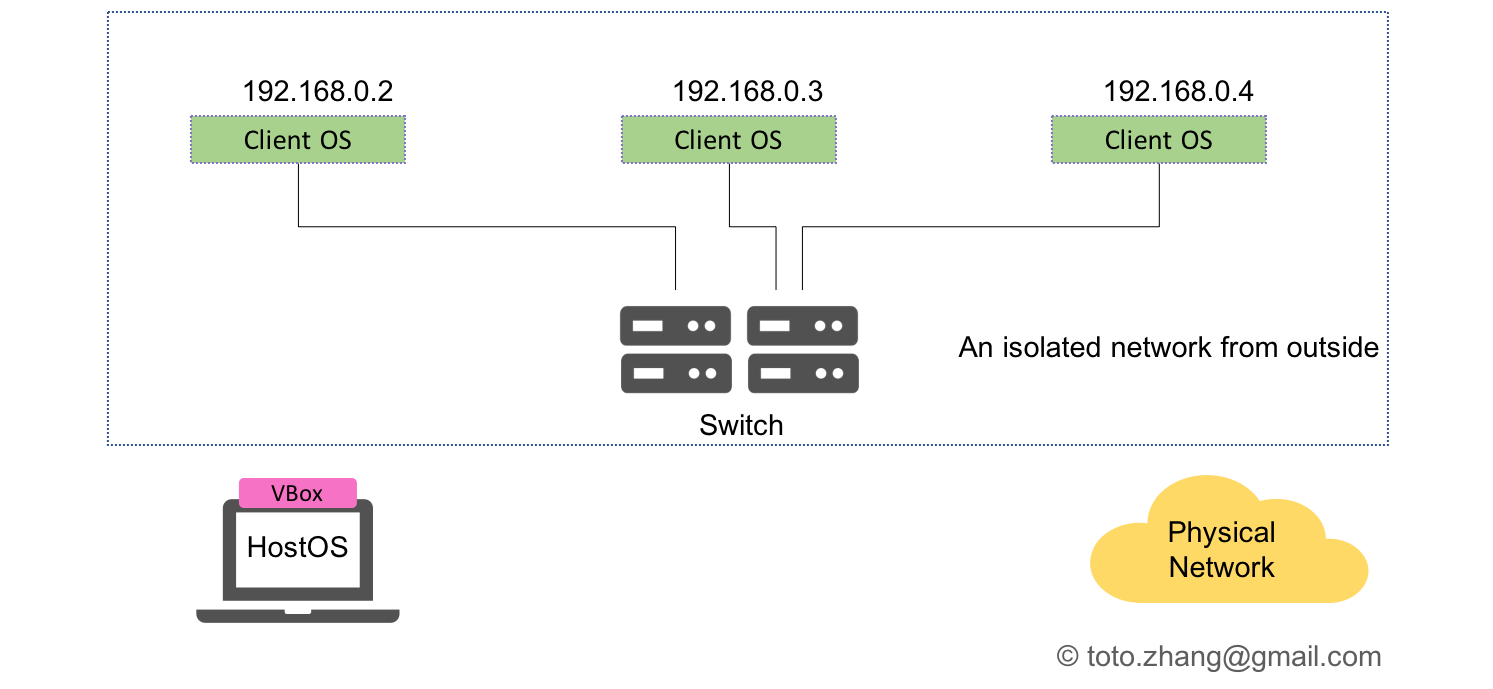 192.168.0.2
192.168.0.3
192.168.0.4
Client OS
Client OS
Client OS
An isolated network from outside
Switch
VBox
HostOS
Physical
Network
© toto.zhang@gmail.com